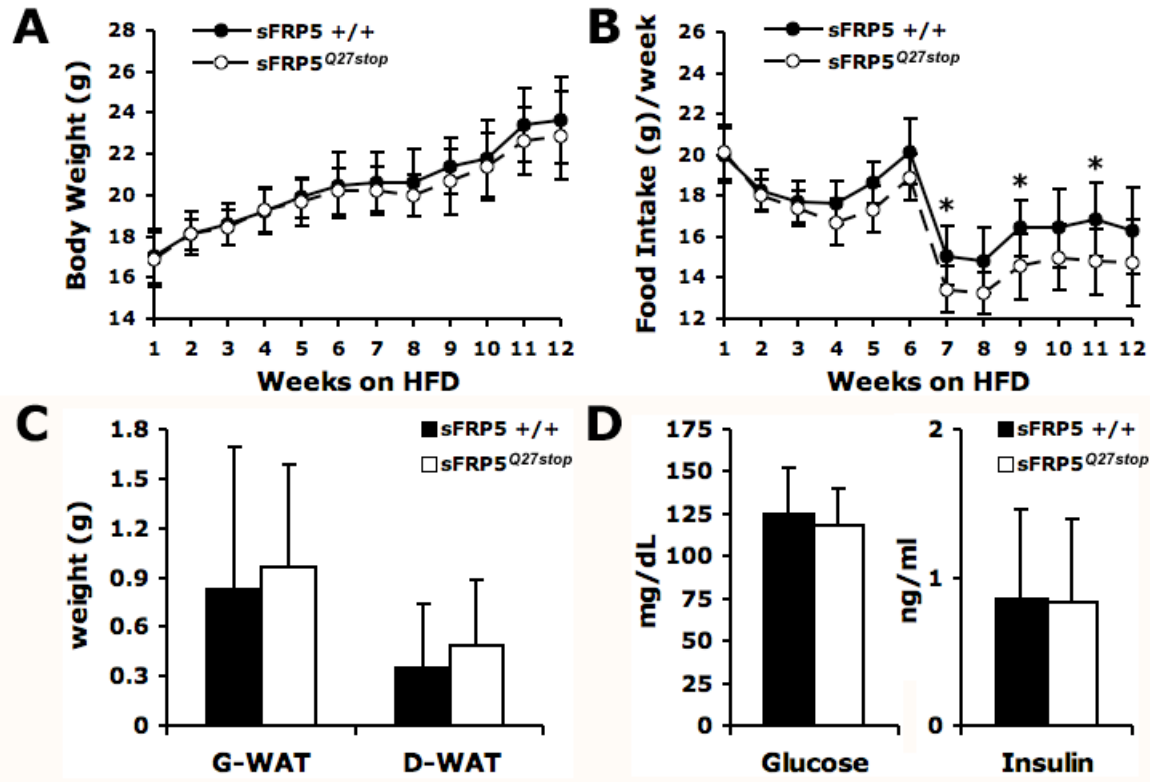 A
sFRP5 +/+
sFRP5Q27stop
Body Weight (g)
28
26
24
22
20
18
16
14
1 2 3 4 5 6 7 8 9 10 11 12
Weeks on HFD
B
sFRP5 +/+
sFRP5Q27stop
Food Intake (g)/week
26
24
22
20
18
16
14
12
* * *
1 2 3 4 5 6 7 8 9 10 11 12
Weeks on HFD
C
sFRP5 +/+
sFRP5Q27stop
weight (g)
1.8
1.5
1.2
0.9
0.6
0.3
0
G-WAT D-WAT
D
sFRP5 +/+
sFRP5Q27stop
mg/dL
175
150
125
100
75
50
25
0
Glucose
ng/ml
2
1
0
Insulin